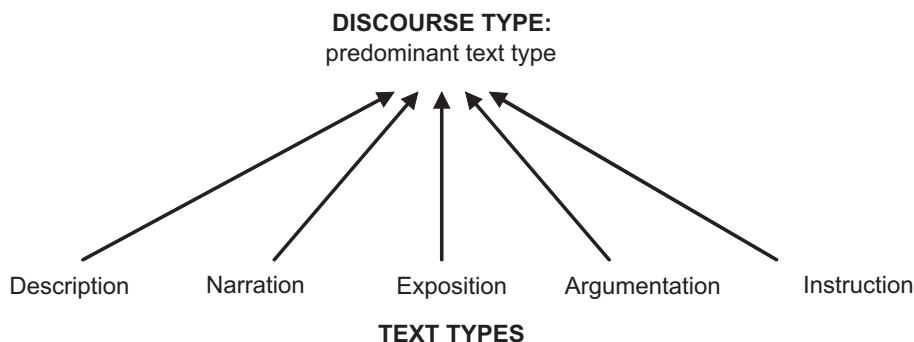 DISCOURSE TYPE:
predominant text type
Description Narration Exposition Argumentation Instruction
TEXT TYPES